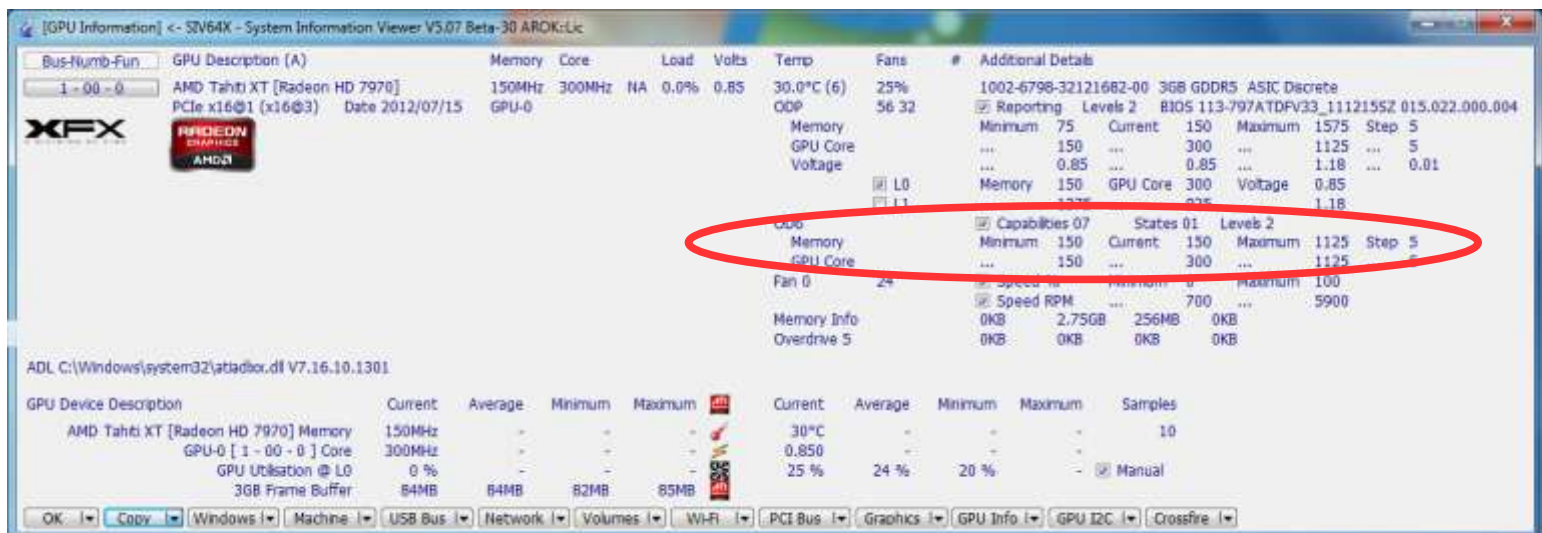 [GPU Information] <- SIV64X - System Information Viewer V5.07 Beta-30 AROK::Lic
Bus-Numb-Fun GPU Description (A) Memory Core Load Volts Temp Fans # Additional Details
1 - 00 - 0 AMD Tahiti XT [Radeon HD 7970] 150MHz 300MHz NA 0.0% 0.85 30.0°C (6) 25% 1002-6798-32121682-00 3GB GDDR5 ASIC Discrete
PCIe x16@1 (x16@3) Date 2012/07/15 GPU-0 ODP 56 32 Reporting Levels 2 BIOS 113-797ATDFV33_111215SZ 015.022.000.004
XFX RADEON GRAPHICS AMD Memory Minimum 75 Current 150 Maximum 1575 Step 5
GPU Core ... 150 ... 300 ... 1125 ... 5
Voltage ... 0.85 ... 0.85 ... 1.18 ... 0.01
L0 Memory 150 GPU Core 300 Voltage 0.85
L1 1.18
Capabilities 07 States 01 Levels 2
Memory Minimum 150 Current 150 Maximum 1125 Step 5
GPU Core ... 150 ... 300 ... 1125
Fan 0 24 Speed % Minimum 0 Maximum 100
Speed RPM ... 700 ... 5900
Memory Info 0KB 2.75GB 256MB 0KB
Overdrive 5 0KB 0KB 0KB 0KB
ADL C:\Windows\system32\atiadlxx.dll V7.16.10.1301
GPU Device Description Current Average Minimum Maximum Current Average Minimum Maximum Samples
AMD Tahiti XT [Radeon HD 7970] Memory 150MHz - - - 30°C - - - 10
GPU-0 [ 1 - 00 - 0 ] Core 300MHz - - - 0.850 - - -
GPU Utilisation @ L0 0 % - - - 25 % 24 % 20 % - Manual
3GB Frame Buffer 84MB 84MB 82MB 85MB
OK Copy Windows Machine USB Bus Network Volumes Wi-Fi PCI Bus Graphics GPU Info GPU I2C Crossfire